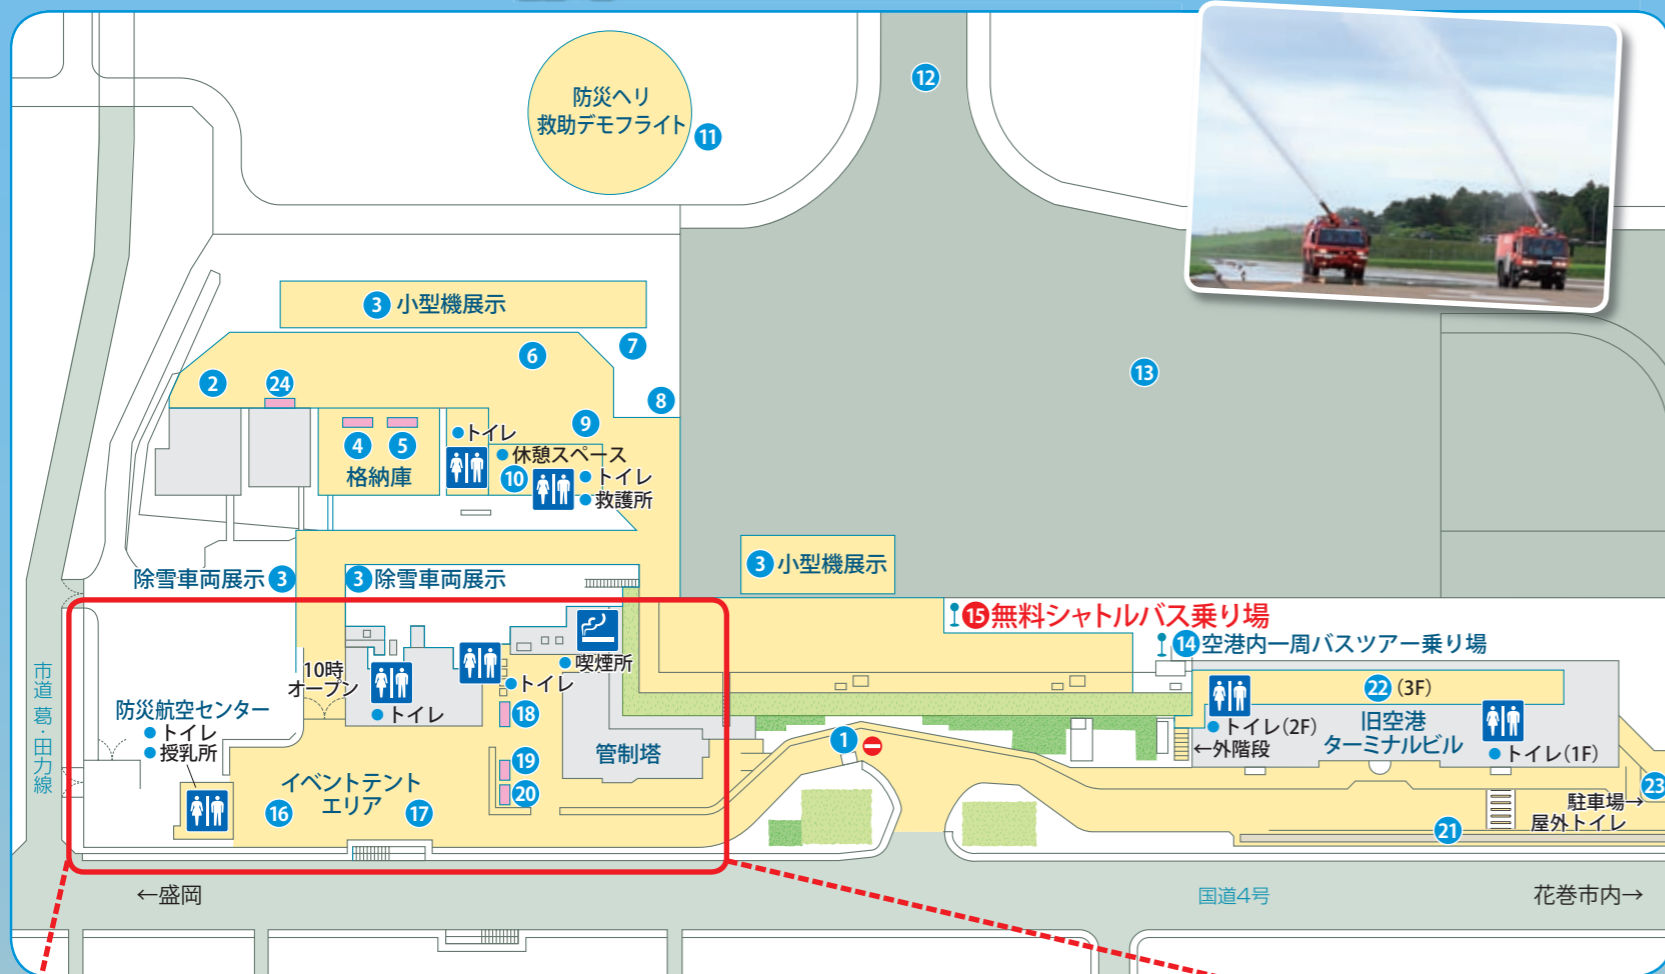 防災ヘリ
救助デモフライト
11
12
3 小型機展示
6
7
13
2
24
8
4
5
9
格納庫
トイレ
休憩スペース
10
トイレ
救護所
3 小型機展示
除雪車両展示 3
3 除雪車両展示
15 無料シャトルバス乗り場
14 空港内一周バスツアー乗り場
市道 葛・田力線
10時
オープン
トイレ
トイレ
喫煙所
防災航空センター
トイレ
授乳所
18
19
20
管制塔
イベントテント
エリア
16
17
1
トイレ(2F)
←外階段
22 (3F)
旧空港
ターミナルビル
トイレ(1F)
23
駐車場→
屋外トイレ
21
←盛岡
国道4号
花巻市内→